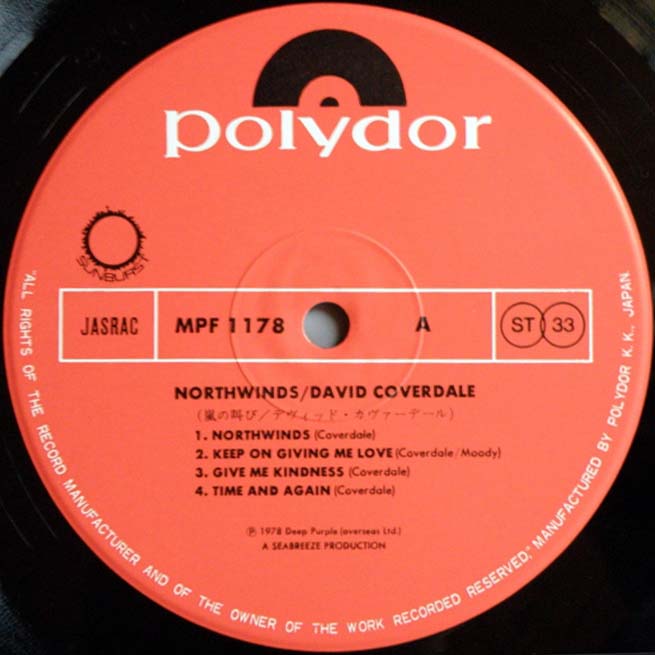 polydor
SUNBURST
JASRAC
MPF 1178
A
ST 33
NORTHWINDS/DAVID COVERDALE
(嵐の叫び/デヴィッド・カヴァーデール)
1. NORTHWINDS (Coverdale)
2. KEEP ON GIVING ME LOVE (Coverdale/Moody)
3. GIVE ME KINDNESS (Coverdale)
4. TIME AND AGAIN (Coverdale)
℗ 1978 Deep Purple (overseas Ltd.)
A SEABREEZE PRODUCTION
"ALL RIGHTS OF THE RECORD MANUFACTURER AND OF THE OWNER OF THE WORK RECORDED RESERVED," MANUFACTURED BY POLYDOR K.K., JAPAN.